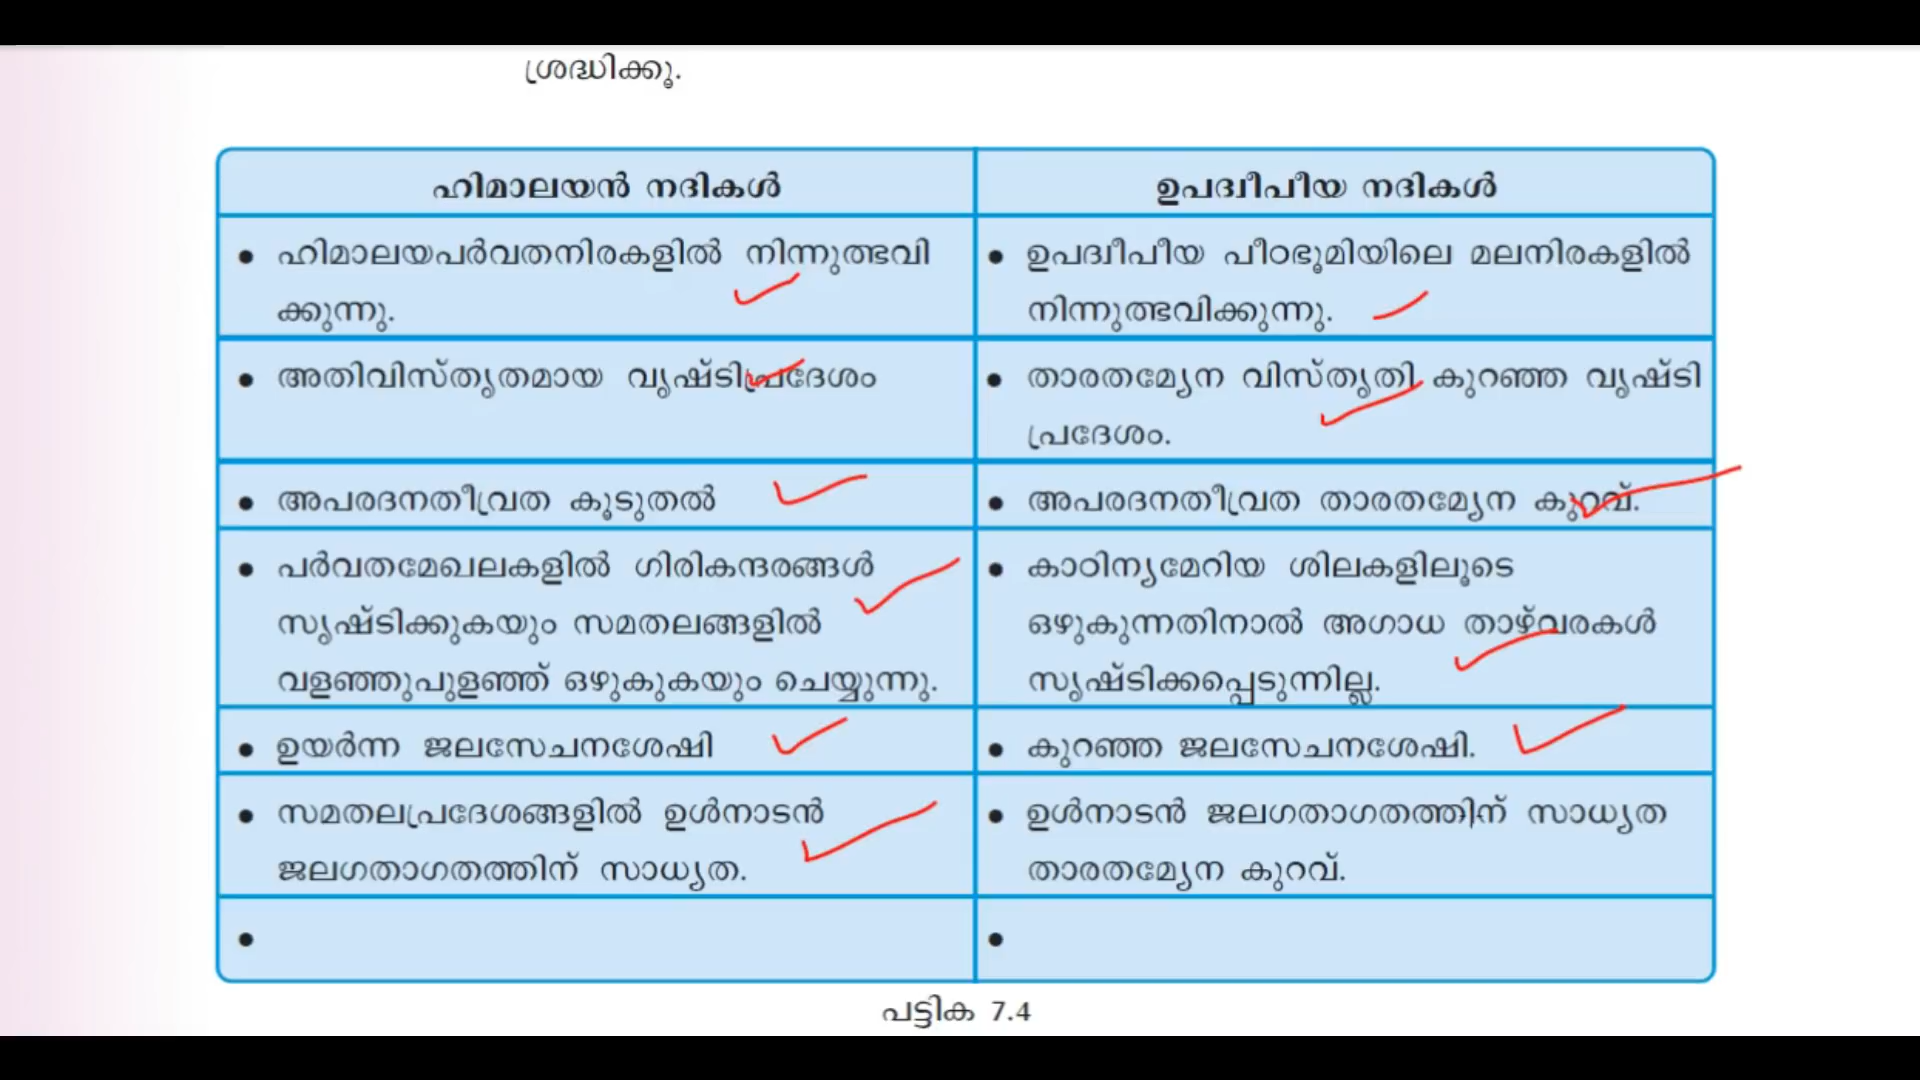 ശ്രദ്ധിക്കൂ.
ഹിമാലയൻ നദികൾ
ഉപദ്വീപീയ നദികൾ
• ഹിമാലയപർവതനിരകളിൽ നിന്നുത്ഭവി
ക്കുന്നു.
• ഉപദ്വീപീയ പീഠഭൂമിയിലെ മലനിരകളിൽ
നിന്നുത്ഭവിക്കുന്നു.
• അതിവിസ്തൃതമായ വൃഷ്ടിപ്രദേശം
• താരതമ്യേന വിസ്തൃതി കുറഞ്ഞ വൃഷ്ടി
പ്രദേശം.
• അപരദനതീവ്രത കൂടുതൽ
• അപരദനതീവ്രത താരതമ്യേന കുറവ്.
• പർവതമേഖലകളിൽ ഗിരികന്ദരങ്ങൾ
സൃഷ്ടിക്കുകയും സമതലങ്ങളിൽ
വളഞ്ഞുപുളഞ്ഞ് ഒഴുകുകയും ചെയ്യുന്നു.
• കാഠിന്യമേറിയ ശിലകളിലൂടെ
ഒഴുകുന്നതിനാൽ അഗാധ താഴ്‌വരകൾ
സൃഷ്ടിക്കപ്പെടുന്നില്ല.
• ഉയർന്ന ജലസേചനശേഷി
• കുറഞ്ഞ ജലസേചനശേഷി.
• സമതലപ്രദേശങ്ങളിൽ ഉൾനാടൻ
ജലഗതാഗതത്തിന് സാധ്യത.
• ഉൾനാടൻ ജലഗതാഗതത്തിന് സാധ്യത
താരതമ്യേന കുറവ്.
•
•
പട്ടിക 7.4